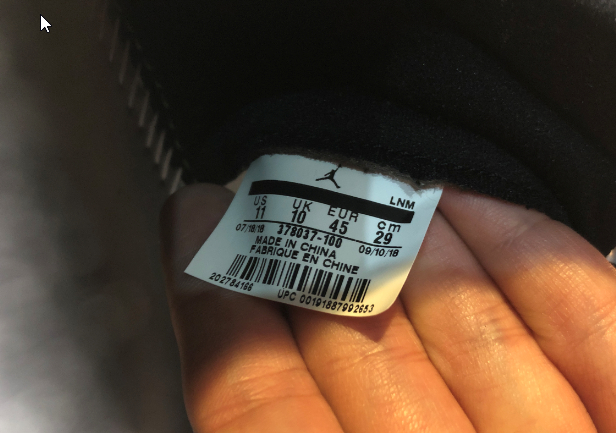 LNM
US UK EUR cm
11 10 45 29
07/18/18 378037-100 09/10/18
MADE IN CHINA
FABRIQUE EN CHINE
202784166
UPC 00191887992653